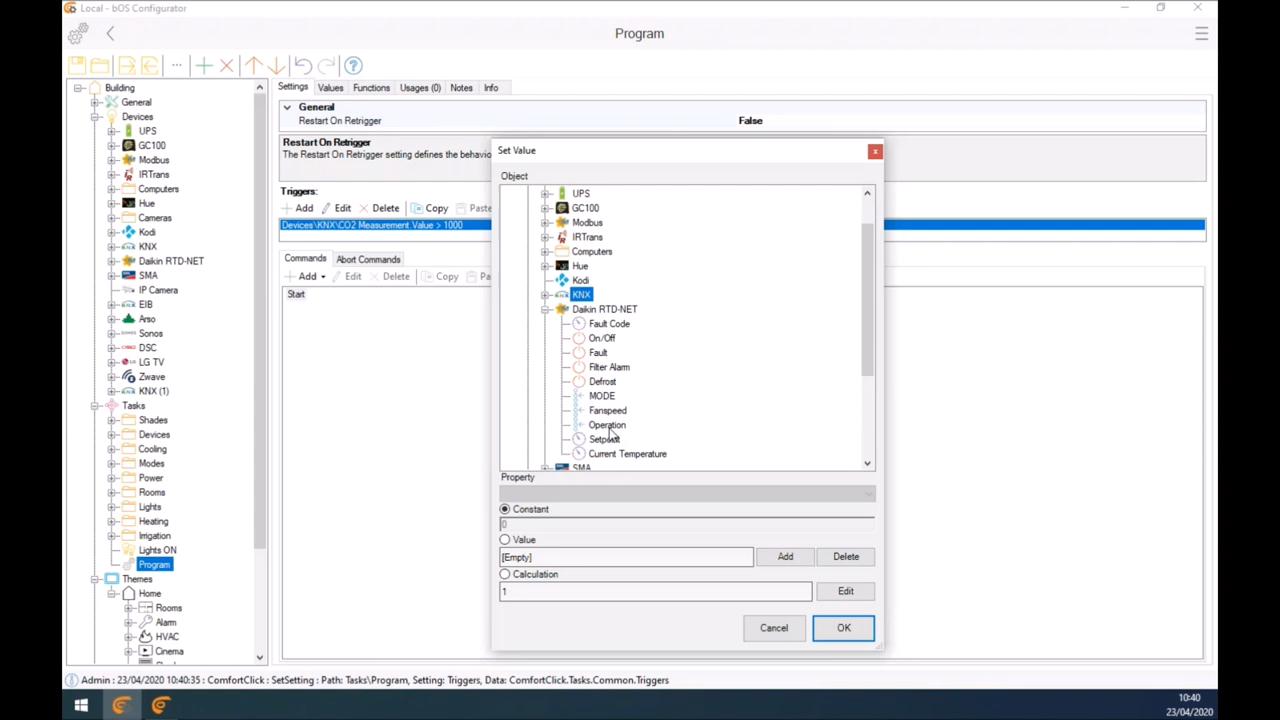 Local - bOS Configurator
Program
?
Building
General
Devices
UPS
GC100
Modbus
IRTrans
Computers
Hue
Cameras
Kodi
KNX
Daikin RTD-NET
SMA
IP Camera
EIB
Arso
Sonos
DSC
LG TV
Zwave
KNX (1)
Tasks
Shades
Devices
Cooling
Modes
Power
Rooms
Lights
Heating
Irrigation
Lights ON
Program
Themes
Home
Rooms
Alarm
HVAC
Cinema
Settings Values Functions Usages (0) Notes Info
General
Restart On Retrigger False
Restart On Retrigger
The Restart On Retrigger setting defines the behavio
Triggers:
Add Edit Delete Copy Paste
Devices\KNX\CO2 Measurement.Value > 1000
Commands Abort Commands
Add Edit Delete Copy Pa
Start
Set Value
x
Object
UPS
GC100
Modbus
IRTrans
Computers
Hue
Kodi
KNX
Daikin RTD-NET
Fault Code
On/Off
Fault
Filter Alarm
Defrost
MODE
Fanspeed
Operation
Setpoint
Current Temperature
SMA
Property
Constant
0
Value
[Empty] Add Delete
Calculation
1 Edit
Cancel OK
Admin : 23/04/2020 10:40:35 : ComfortClick : SetSetting : Path: Tasks\Program, Setting: Triggers, Data: ComfortClick.Tasks.Common.Triggers
10:40
23/04/2020